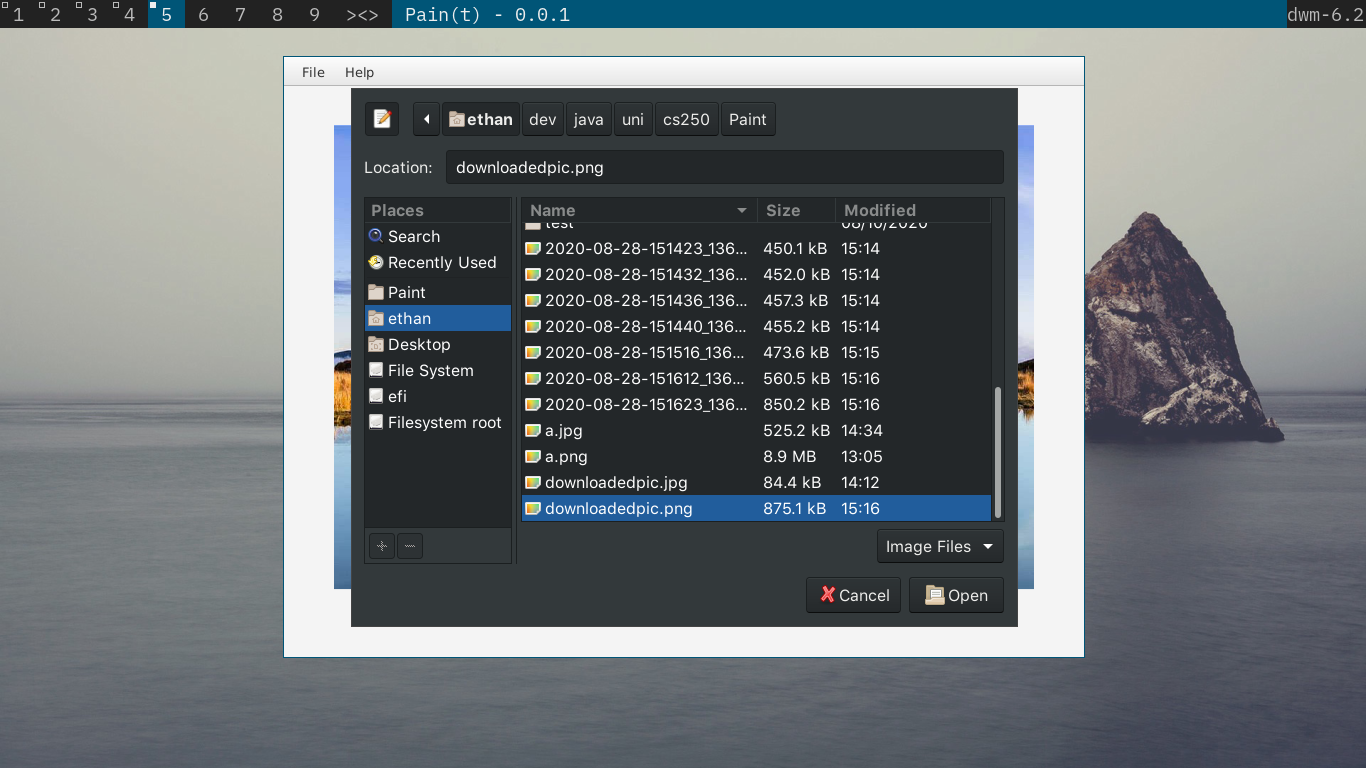 1 2 3 4 5 6 7 8 9 ><> Pain(t) - 0.0.1 dwm-6.2
File Help
ethan dev java uni cs250 Paint
Location: downloadedpic.png
Places
Search
Recently Used
Paint
ethan
Desktop
File System
efi
Filesystem root
Name Size Modified
test 08/10/2020
2020-08-28-151423_136... 450.1 kB 15:14
2020-08-28-151432_136... 452.0 kB 15:14
2020-08-28-151436_136... 457.3 kB 15:14
2020-08-28-151440_136... 455.2 kB 15:14
2020-08-28-151516_136... 473.6 kB 15:15
2020-08-28-151612_136... 560.5 kB 15:16
2020-08-28-151623_136... 850.2 kB 15:16
a.jpg 525.2 kB 14:34
a.png 8.9 MB 13:05
downloadedpic.jpg 84.4 kB 14:12
downloadedpic.png 875.1 kB 15:16
Image Files
Cancel Open